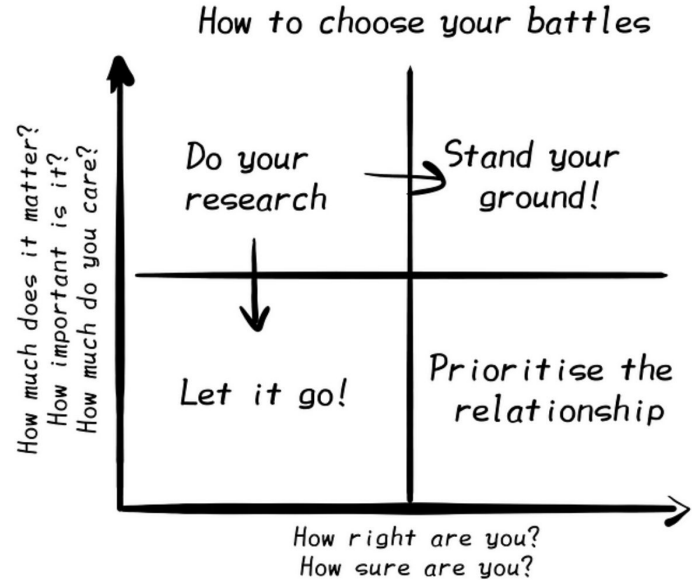 How to choose your battles
How much does it matter?
How important is it?
How much do you care?
Do your
research
Stand your
ground!
Let it go!
Prioritise the
relationship
How right are you?
How sure are you?